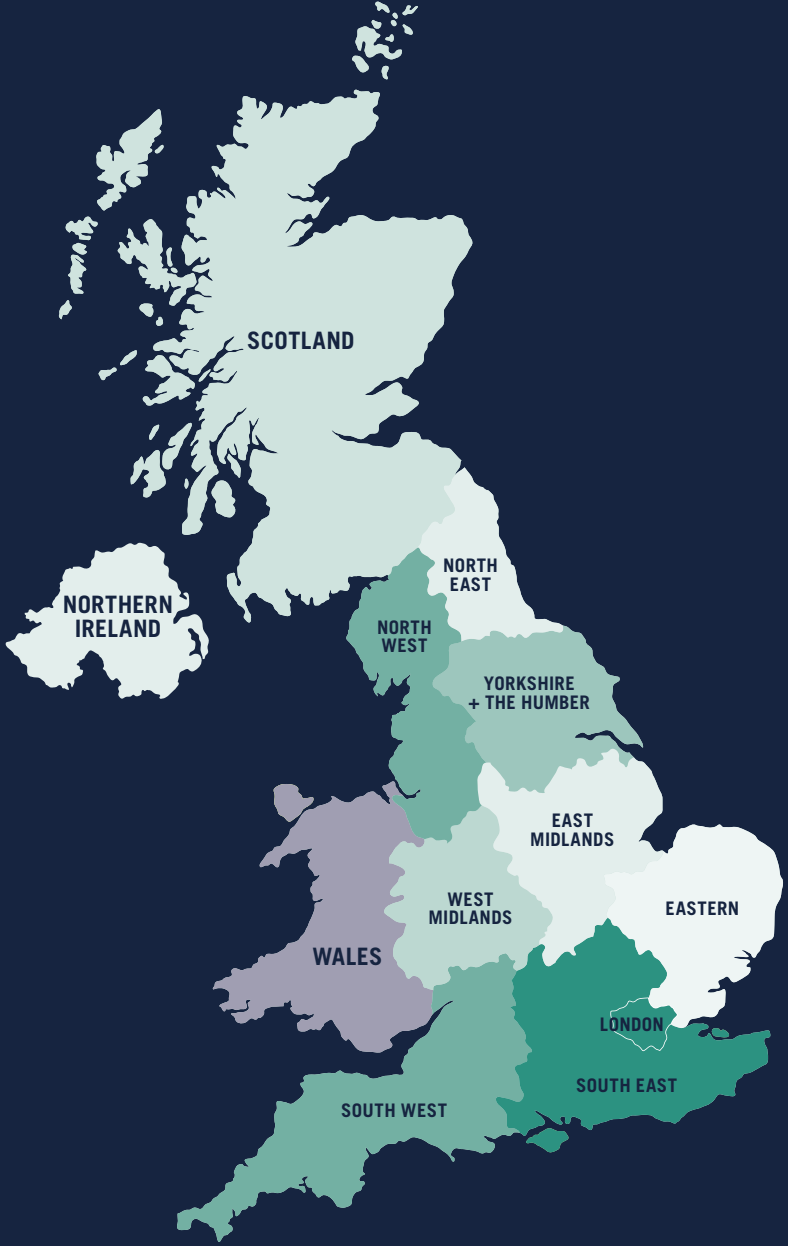 SCOTLAND
NORTH
EAST
NORTHERN
IRELAND
NORTH
WEST
YORKSHIRE
+ THE HUMBER
EAST
MIDLANDS
WEST
MIDLANDS
EASTERN
WALES
LONDON
SOUTH EAST
SOUTH WEST